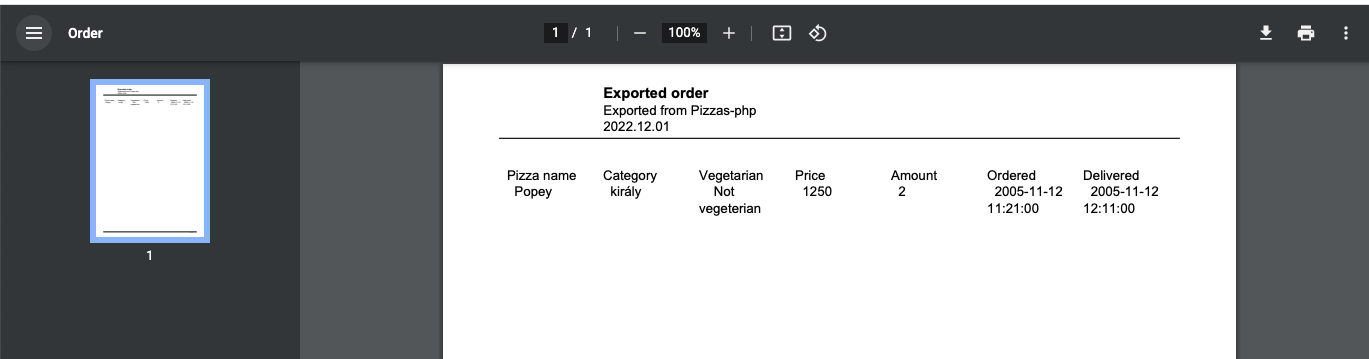 Order
1 / 1
100%
Exported order
Exported from Pizzas-php
2022.12.01
Pizza name Category Vegetarian Price Amount Ordered Delivered
Popey király Not 1250 2 2005-11-12 2005-11-12
vegeterian 11:21:00 12:11:00
1